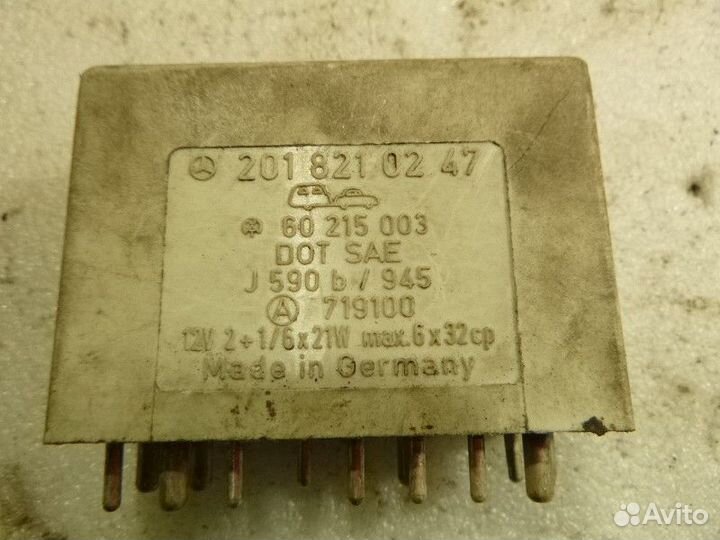 201 821 02 47
60 215 003
DOT SAE
J 590 b / 945
A 719100
12V 2+1/6x21W max.6x32cp
Made in Germany
Avito